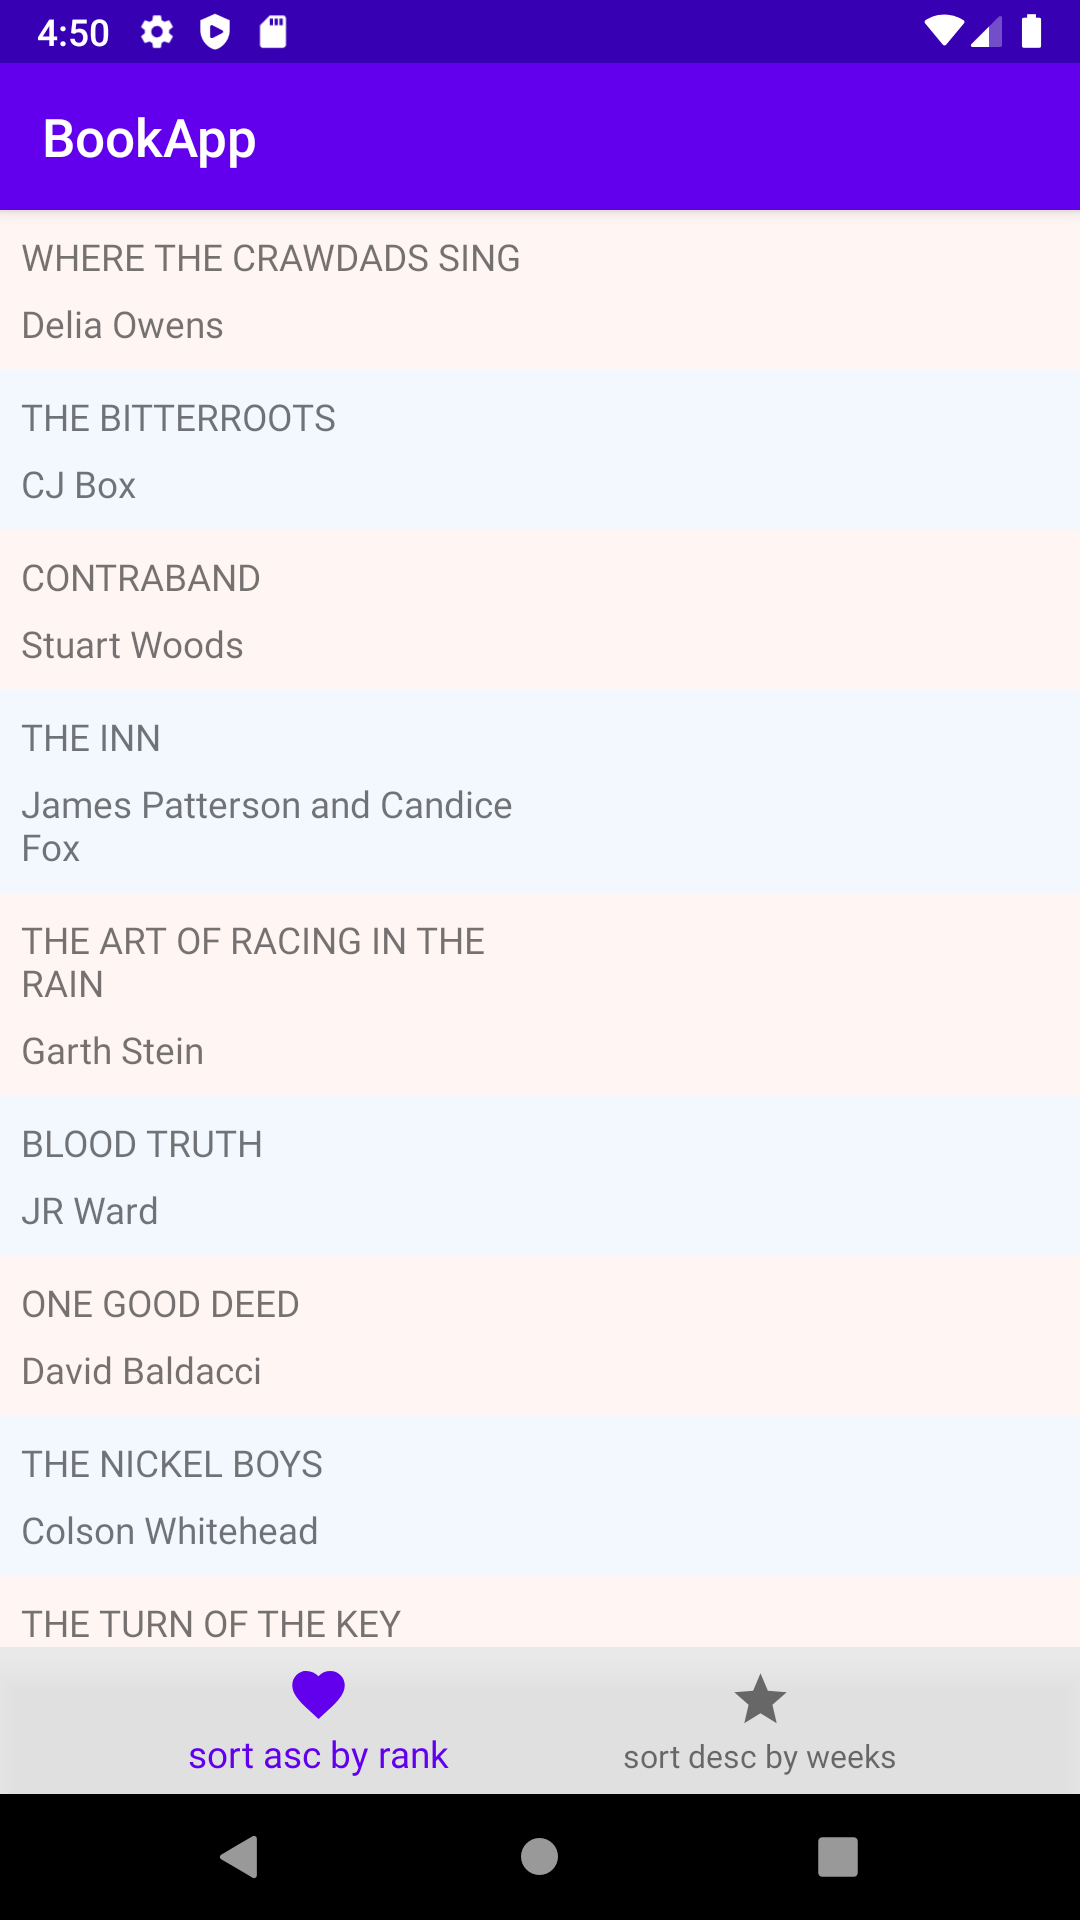 4:50
BookApp
WHERE THE CRAWDADS SING
Delia Owens
THE BITTERROOTS
CJ Box
CONTRABAND
Stuart Woods
THE INN
James Patterson and Candice
Fox
THE ART OF RACING IN THE
RAIN
Garth Stein
BLOOD TRUTH
JR Ward
ONE GOOD DEED
David Baldacci
THE NICKEL BOYS
Colson Whitehead
THE TURN OF THE KEY
sort asc by rank
sort desc by weeks